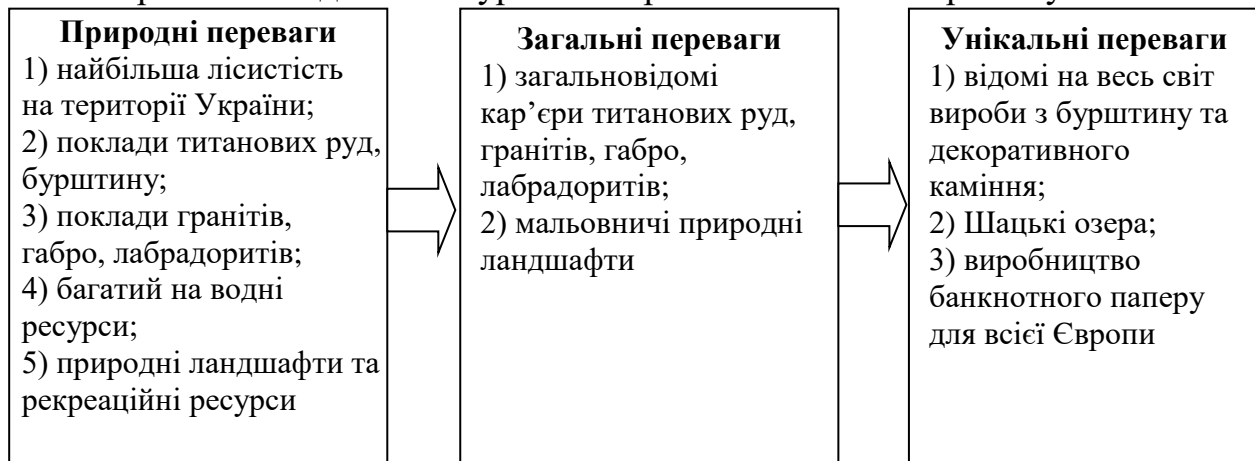 Природні переваги
1) найбільша лісистість
на території України;
2) поклади титанових руд,
бурштину;
3) поклади гранітів,
габро, лабрадоритів;
4) багатий на водні
ресурси;
5) природні ландшафти та
рекреаційні ресурси
Загальні переваги
1) загальновідомі
кар’єри титанових руд,
гранітів, габро,
лабрадоритів;
2) мальовничі природні
ландшафти
Унікальні переваги
1) відомі на весь світ
вироби з бурштину та
декоративного
каміння;
2) Шацькі озера;
3) виробництво
банкнотного паперу
для всієї Європи